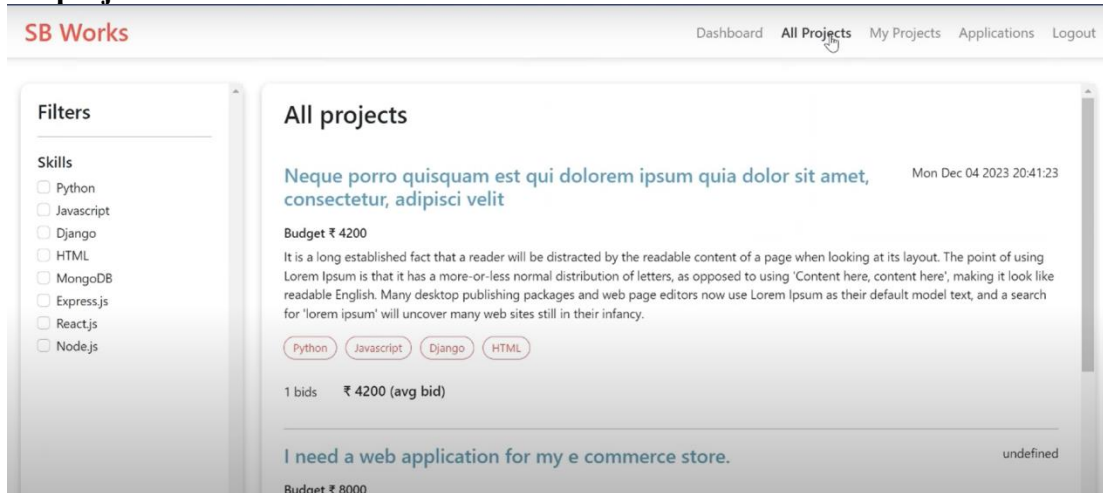 SB Works
Dashboard All Projects My Projects Applications Logout
Filters
Skills
Python
Javascript
Django
HTML
MongoDB
Express.js
React.js
Node.js
All projects
Neque porro quisquam est qui dolorem ipsum quia dolor sit amet,
consectetur, adipisci velit
Mon Dec 04 2023 20:41:23
Budget ₹ 4200
It is a long established fact that a reader will be distracted by the readable content of a page when looking at its layout. The point of using
Lorem Ipsum is that it has a more-or-less normal distribution of letters, as opposed to using 'Content here, content here', making it look like
readable English. Many desktop publishing packages and web page editors now use Lorem Ipsum as their default model text, and a search
for 'lorem ipsum' will uncover many web sites still in their infancy.
Python Javascript Django HTML
1 bids ₹ 4200 (avg bid)
I need a web application for my e commerce store.
undefined
Budget ₹ 8000